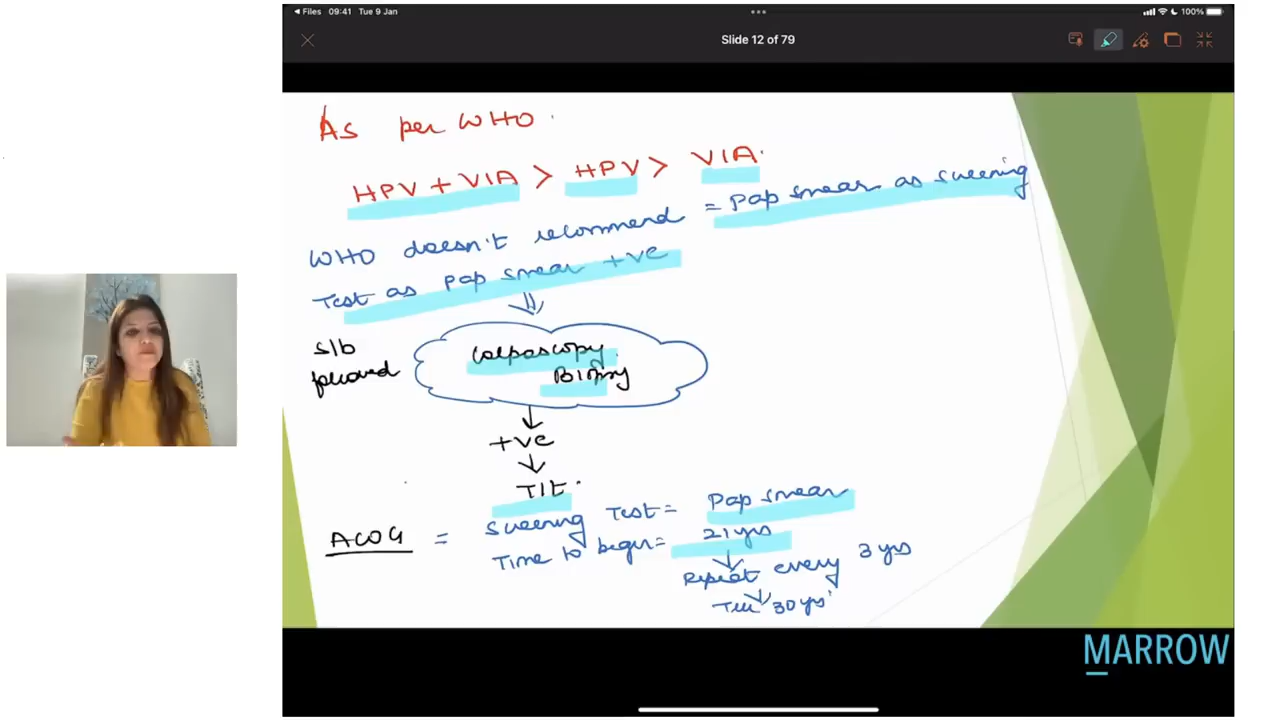 Files 09:41 Tue 9 Jan
100%
Slide 12 of 79
As per WHO.
HPV + VIA > HPV > VIA.
WHO doesn't recommend = Pap smear as screening
Test as pap smear +ve
s/b
Colposcopy
Biopsy
+ve
T/t.
ACOG = Screening Test = Pap smear
Time to begin = 21 yrs
Repeat every 3 yrs
Till 30 yrs
MARROW